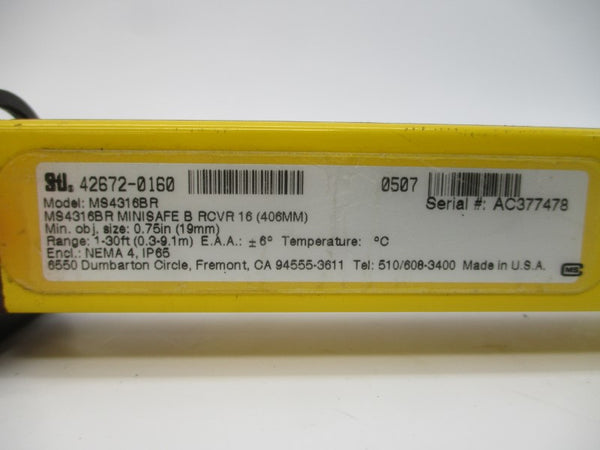 STI® 42672-0160 0507
Model: MS4316BR Serial #: AC377478
MS4316BR MINISAFE B RCVR 16 (406MM)
Min. obj. size: 0.75in (19mm)
Range: 1-30ft (0.3-9.1m) E.A.A.: ± 6° Temperature: °C
Encl.: NEMA 4, IP65
6550 Dumbarton Circle, Fremont, CA 94555-3611 Tel: 510/608-3400 Made in U.S.A.